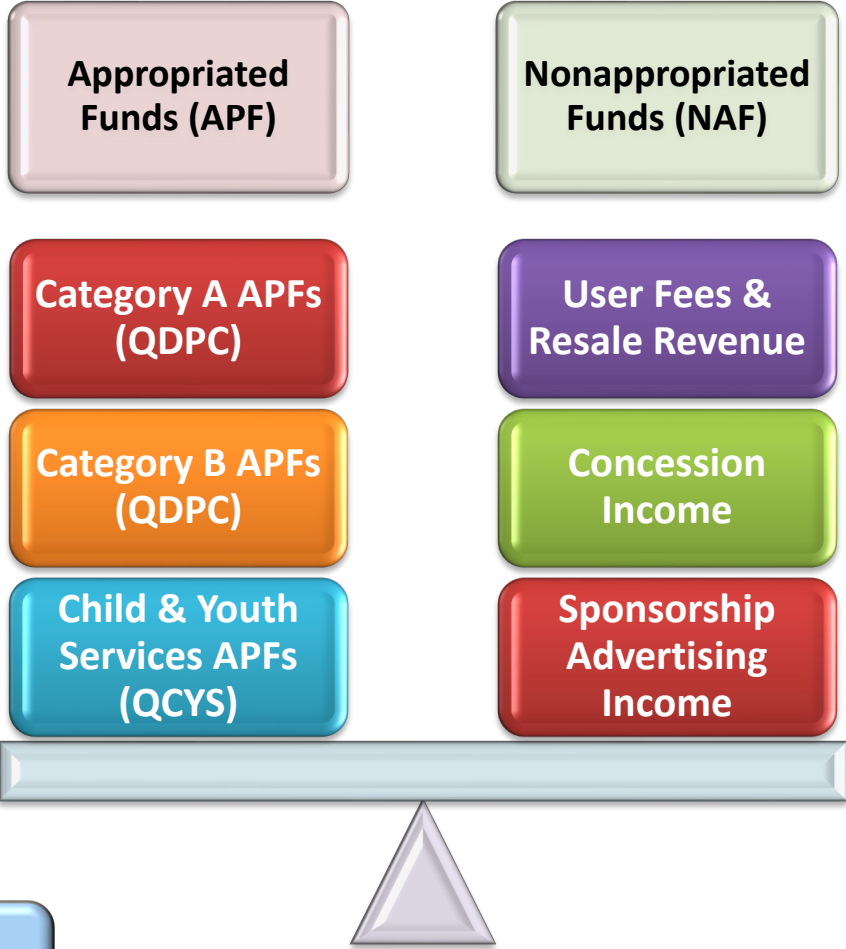 Appropriated
Funds (APF)
Nonappropriated
Funds (NAF)
Category A APFs
(QDPC)
User Fees &
Resale Revenue
Category B APFs
(QDPC)
Concession
Income
Child & Youth
Services APFs
(QCYS)
Sponsorship
Advertising
Income